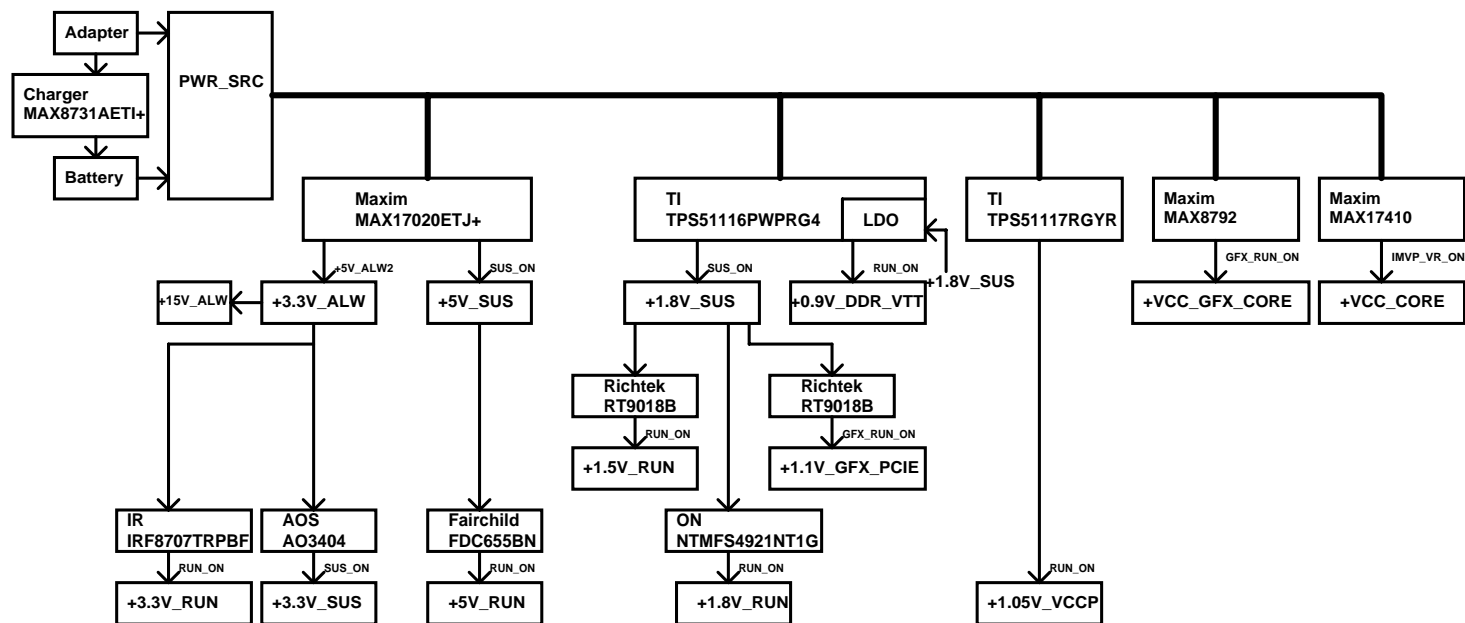 Adapter
PWR_SRC
Charger
MAX8731AETI+
Battery
Maxim
MAX17020ETJ+
TI
TPS51116PWPRG4
LDO
TI
TPS51117RGYR
Maxim
MAX8792
Maxim
MAX17410
+5V_ALW2
SUS_ON
SUS_ON
RUN_ON
+1.8V_SUS
GFX_RUN_ON
IMVP_VR_ON
+15V_ALW
+3.3V_ALW
+5V_SUS
+1.8V_SUS
+0.9V_DDR_VTT
+VCC_GFX_CORE
+VCC_CORE
Richtek
RT9018B
Richtek
RT9018B
RUN_ON
GFX_RUN_ON
+1.5V_RUN
+1.1V_GFX_PCIE
IR
IRF8707TRPBF
AOS
AO3404
Fairchild
FDC655BN
ON
NTMFS4921NT1G
RUN_ON
SUS_ON
RUN_ON
RUN_ON
RUN_ON
+3.3V_RUN
+3.3V_SUS
+5V_RUN
+1.8V_RUN
+1.05V_VCCP